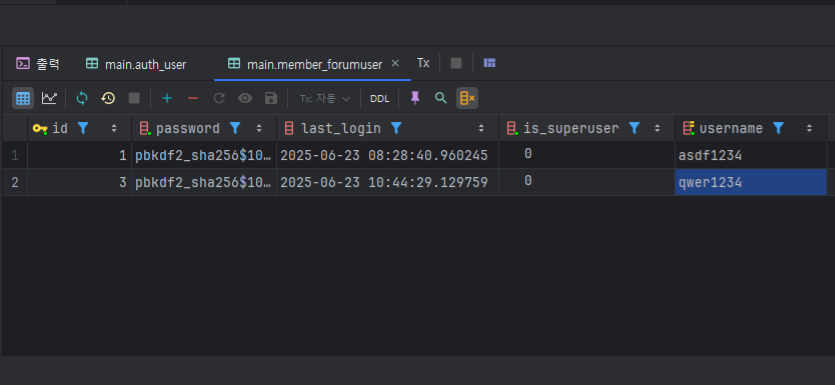 출력 main.auth_user main.member_forumuser Tx
Tx: 자동 DDL
id password last_login is_superuser username
1 1 pbkdf2_sha256$10… 2025-06-23 08:28:40.960245 0 asdf1234
2 3 pbkdf2_sha256$10… 2025-06-23 10:44:29.129759 0 qwer1234